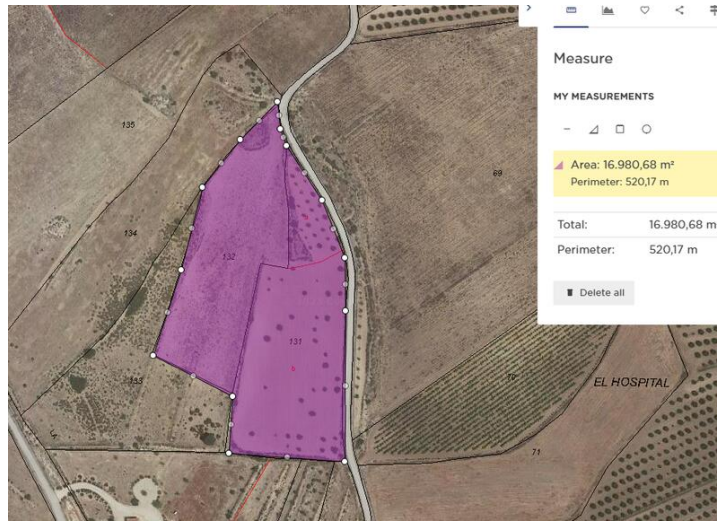 Measure
MY MEASUREMENTS
Area: 16.980,68 m²
Perimeter: 520,17 m
Total: 16.980,68 m
Perimeter: 520,17 m
Delete all
135
69
134
132
131
133
70
EL HOSPITAL
71